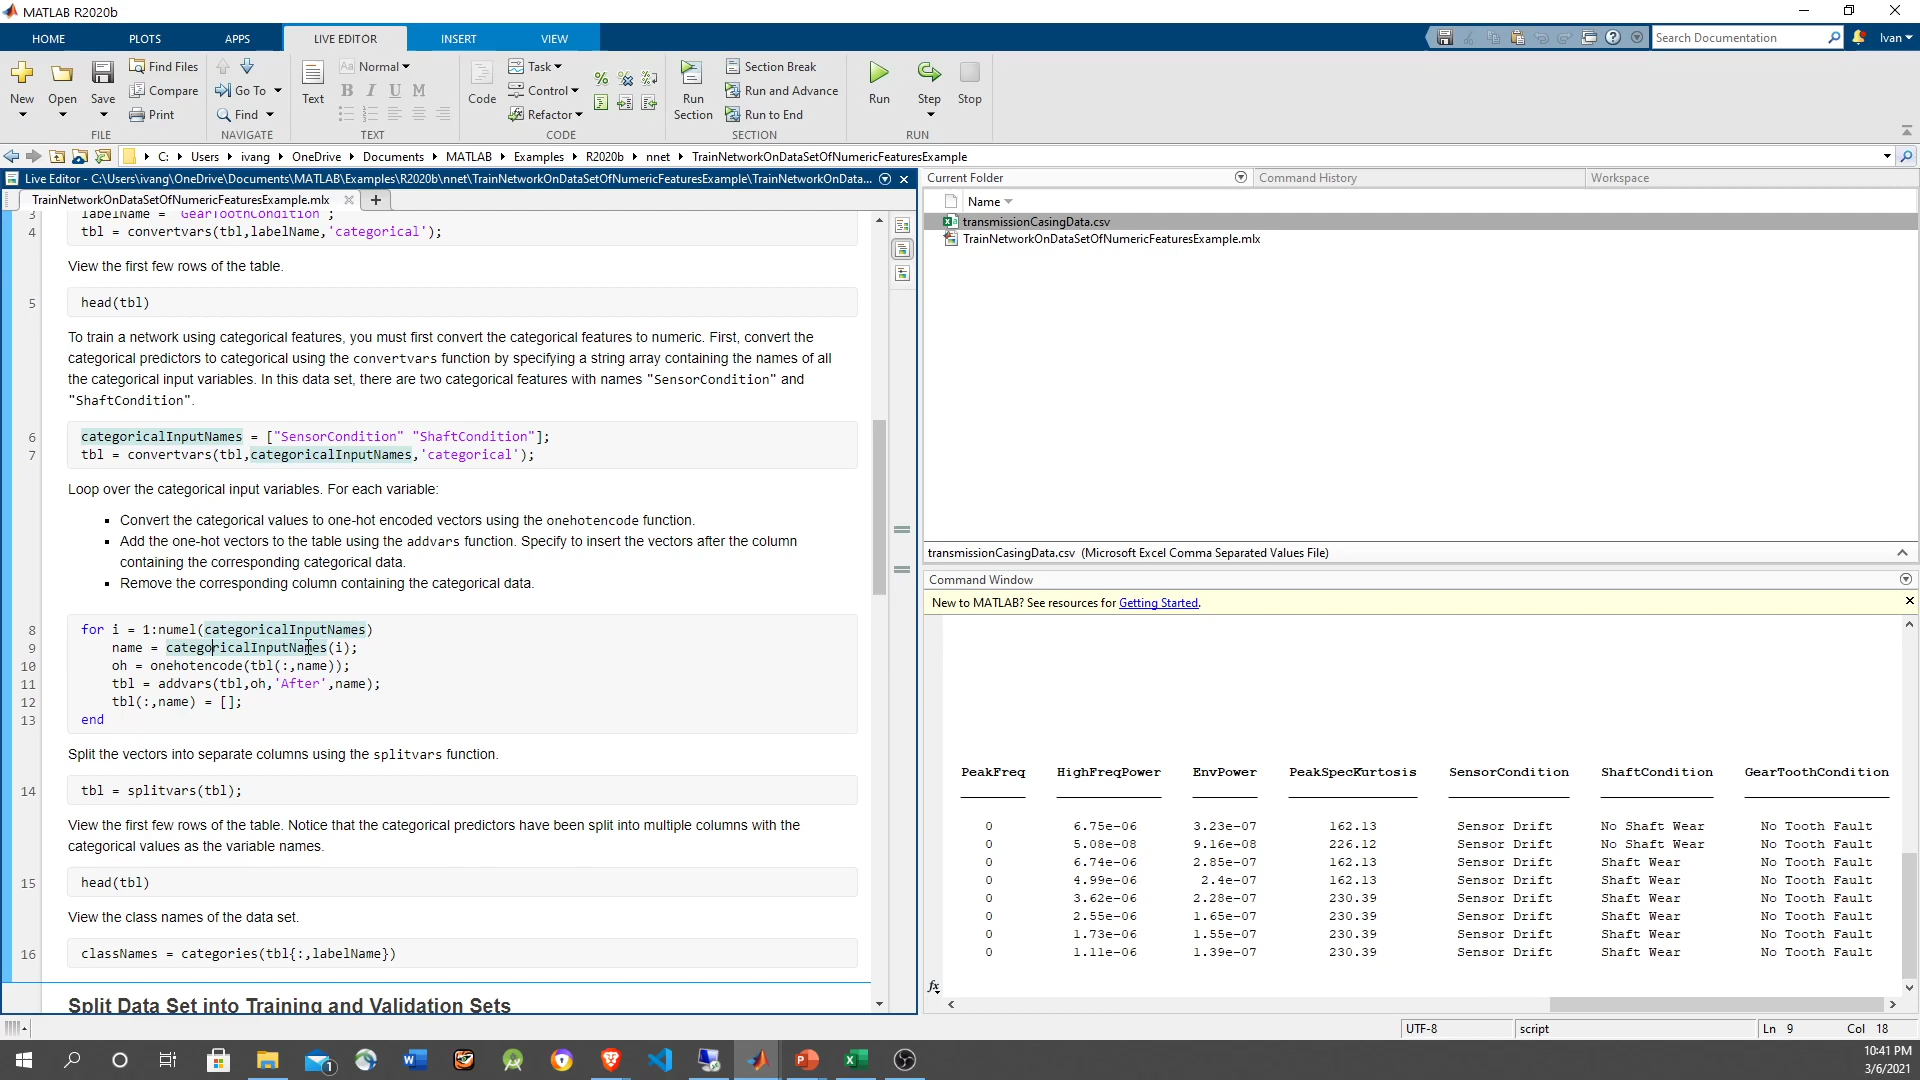 MATLAB R2020b
HOME PLOTS APPS LIVE EDITOR INSERT VIEW
Search Documentation
Ivan
New Open Save
Find Files
Compare
Print
FILE
Go To
Find
NAVIGATE
Text
Normal
B I U M
TEXT
Code
Task
Control
Refactor
CODE
Run Section
Section Break
Run and Advance
Run to End
SECTION
Run Step Stop
RUN
C: Users ivang OneDrive Documents MATLAB Examples R2020b nnet TrainNetworkOnDataSetOfNumericFeaturesExample
Live Editor - C:\Users\ivang\OneDrive\Documents\MATLAB\Examples\R2020b\nnet\TrainNetworkOnDataSetOfNumericFeaturesExample\TrainNetworkOnData...
TrainNetworkOnDataSetOfNumericFeaturesExample.mlx
3 labelName = "GearToothCondition";
4 tbl = convertvars(tbl,labelName,'categorical');
View the first few rows of the table.
5 head(tbl)
To train a network using categorical features, you must first convert the categorical features to numeric. First, convert the
categorical predictors to categorical using the convertvars function by specifying a string array containing the names of all
the categorical input variables. In this data set, there are two categorical features with names "SensorCondition" and
"ShaftCondition".
6 categoricalInputNames = ["SensorCondition" "ShaftCondition"];
7 tbl = convertvars(tbl,categoricalInputNames,'categorical');
Loop over the categorical input variables. For each variable:
▪ Convert the categorical values to one-hot encoded vectors using the onehotencode function.
▪ Add the one-hot vectors to the table using the addvars function. Specify to insert the vectors after the column
containing the corresponding categorical data.
▪ Remove the corresponding column containing the categorical data.
8 for i = 1:numel(categoricalInputNames)
9 name = categoricalInputNames(i);
10 oh = onehotencode(tbl(:,name));
11 tbl = addvars(tbl,oh,'After',name);
12 tbl(:,name) = [];
13 end
Split the vectors into separate columns using the splitvars function.
14 tbl = splitvars(tbl);
View the first few rows of the table. Notice that the categorical predictors have been split into multiple columns with the
categorical values as the variable names.
15 head(tbl)
View the class names of the data set.
16 classNames = categories(tbl{:,labelName})
Split Data Set into Training and Validation Sets
Current Folder
Command History
Workspace
Name
transmissionCasingData.csv
TrainNetworkOnDataSetOfNumericFeaturesExample.mlx
transmissionCasingData.csv (Microsoft Excel Comma Separated Values File)
Command Window
New to MATLAB? See resources for Getting Started.
PeakFreq HighFreqPower EnvPower PeakSpecKurtosis SensorCondition ShaftCondition GearToothCondition
0 6.75e-06 3.23e-07 162.13 Sensor Drift No Shaft Wear No Tooth Fault
0 5.08e-08 9.16e-08 226.12 Sensor Drift No Shaft Wear No Tooth Fault
0 6.74e-06 2.85e-07 162.13 Sensor Drift Shaft Wear No Tooth Fault
0 4.99e-06 2.4e-07 162.13 Sensor Drift Shaft Wear No Tooth Fault
0 3.62e-06 2.28e-07 230.39 Sensor Drift Shaft Wear No Tooth Fault
0 2.55e-06 1.65e-07 230.39 Sensor Drift Shaft Wear No Tooth Fault
0 1.73e-06 1.55e-07 230.39 Sensor Drift Shaft Wear No Tooth Fault
0 1.11e-06 1.39e-07 230.39 Sensor Drift Shaft Wear No Tooth Fault
fx
UTF-8 script Ln 9 Col 18
10:41 PM
3/6/2021